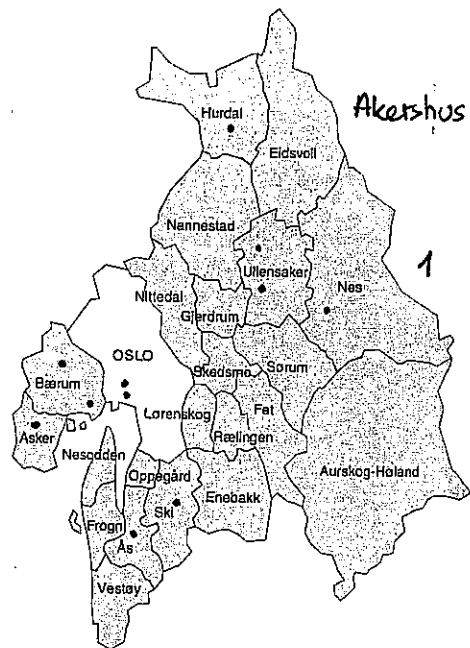 Hurdal
Akershus
Eidsvoll
Nannestad
Ullensaker
1
Nes
Nittedal
Gjerdrum
OSLO
Skedsmo
Sørum
Bærum
Lørenskog
Fet
Asker
Rælingen
Nesodden
Aurskog-Høland
Oppegård
Enebakk
Ski
Frogn
Ås
Vestby